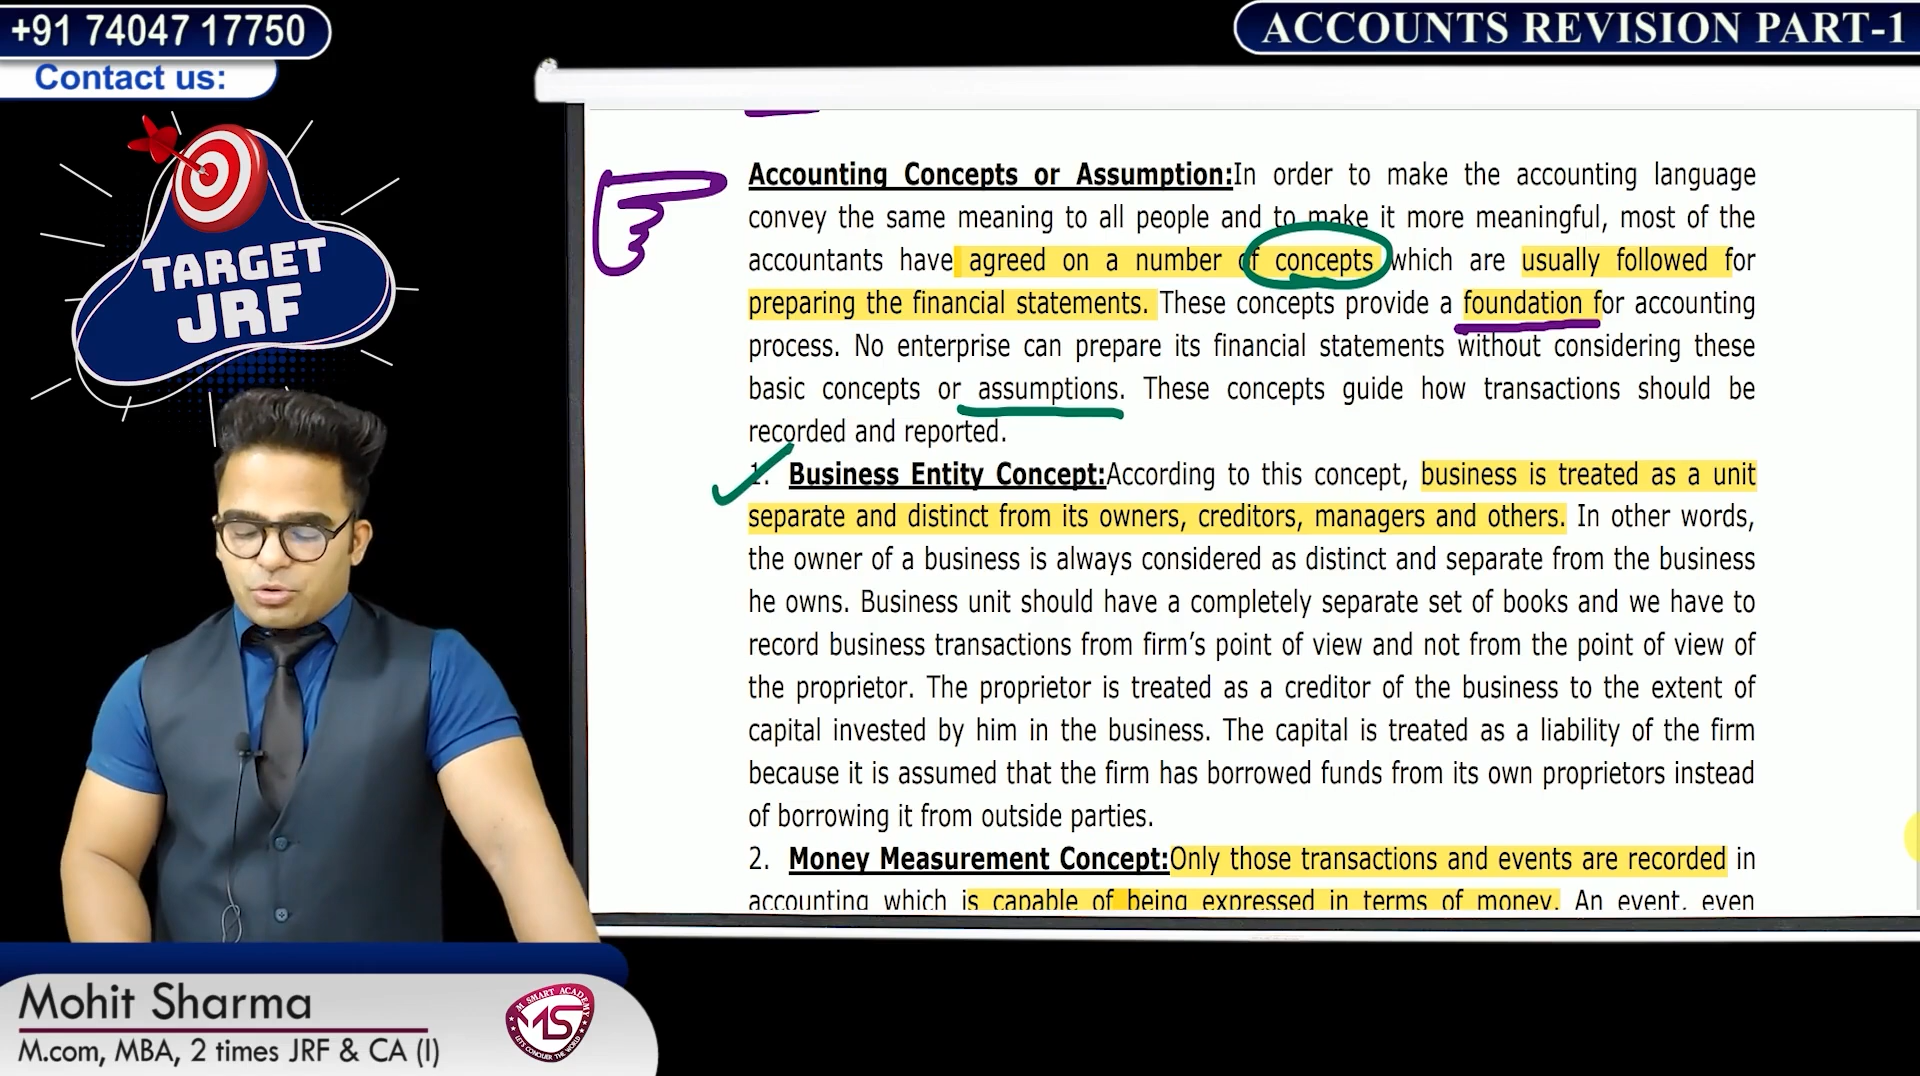 +91 74047 17750
Contact us:
ACCOUNTS REVISION PART-1
TARGET
JRF
Accounting Concepts or Assumption:In order to make the accounting language
convey the same meaning to all people and to make it more meaningful, most of the
accountants have agreed on a number of concepts which are usually followed for
preparing the financial statements. These concepts provide a foundation for accounting
process. No enterprise can prepare its financial statements without considering these
basic concepts or assumptions. These concepts guide how transactions should be
recorded and reported.
1. Business Entity Concept:According to this concept, business is treated as a unit
separate and distinct from its owners, creditors, managers and others. In other words,
the owner of a business is always considered as distinct and separate from the business
he owns. Business unit should have a completely separate set of books and we have to
record business transactions from firm’s point of view and not from the point of view of
the proprietor. The proprietor is treated as a creditor of the business to the extent of
capital invested by him in the business. The capital is treated as a liability of the firm
because it is assumed that the firm has borrowed funds from its own proprietors instead
of borrowing it from outside parties.
2. Money Measurement Concept:Only those transactions and events are recorded in
accounting which is capable of being expressed in terms of money. An event, even
Mohit Sharma
M.com, MBA, 2 times JRF & CA (I)
M SMART ACADEMY
MS
LETS CONQUER THE WORLD